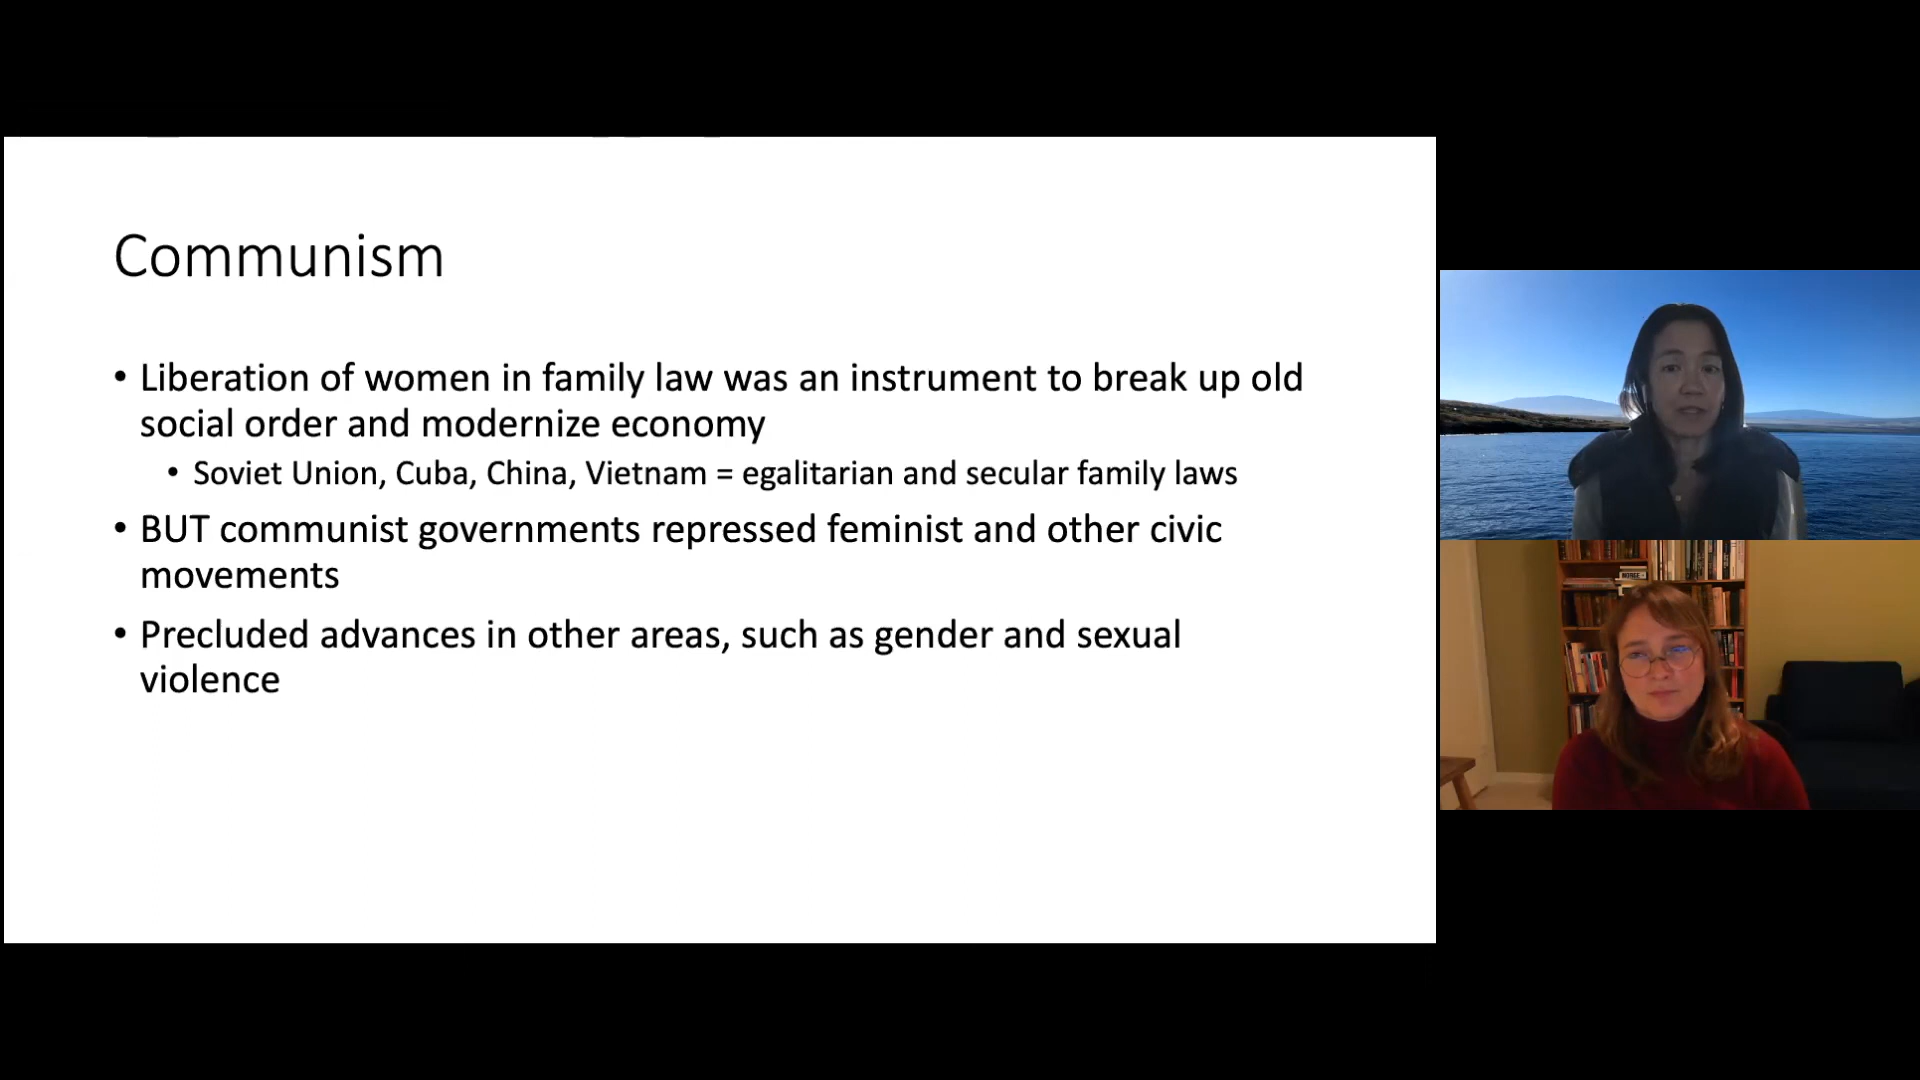 Communism
• Liberation of women in family law was an instrument to break up old
social order and modernize economy
• Soviet Union, Cuba, China, Vietnam = egalitarian and secular family laws
• BUT communist governments repressed feminist and other civic
movements
• Precluded advances in other areas, such as gender and sexual
violence